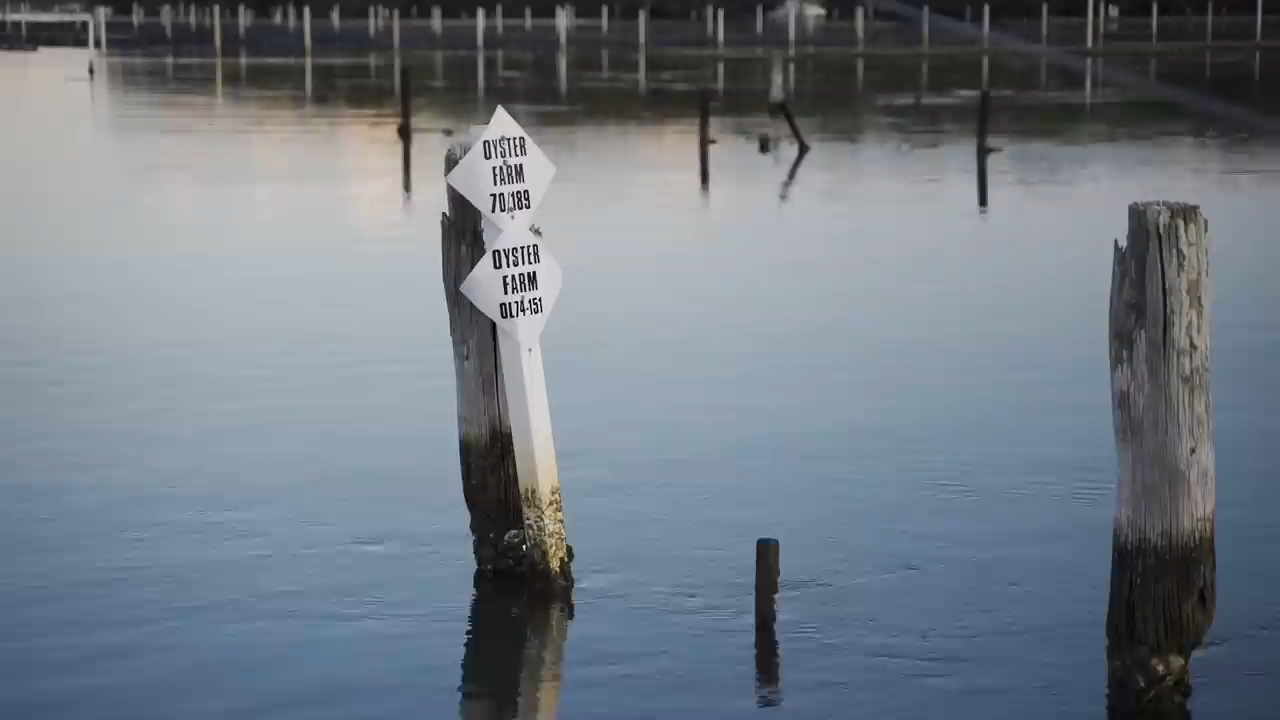 OYSTER
FARM
70/189
OYSTER
FARM
OL74-151